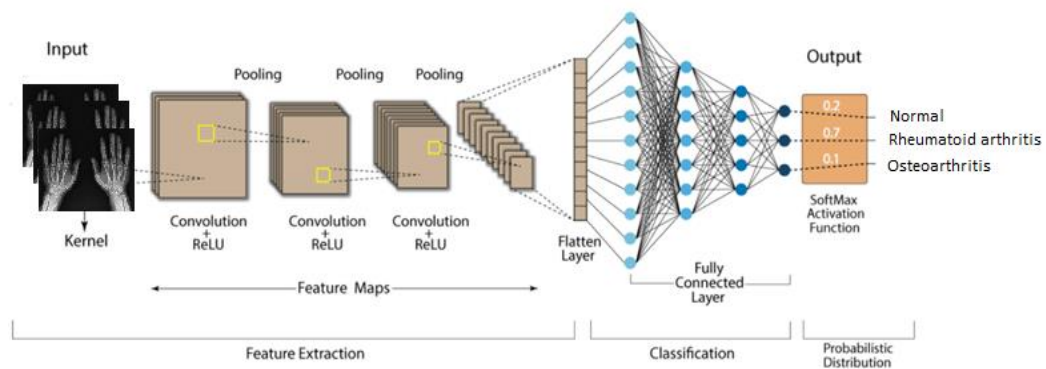 Input
Kernel
Pooling
Pooling
Pooling
Convolution
+
ReLU
Convolution
+
ReLU
Convolution
+
ReLU
Feature Maps
Flatten
Layer
Fully
Connected
Layer
Output
0.2
0.7
0.1
Normal
Rheumatoid arthritis
Osteoarthritis
SoftMax
Activation
Function
Feature Extraction
Classification
Probabilistic
Distribution